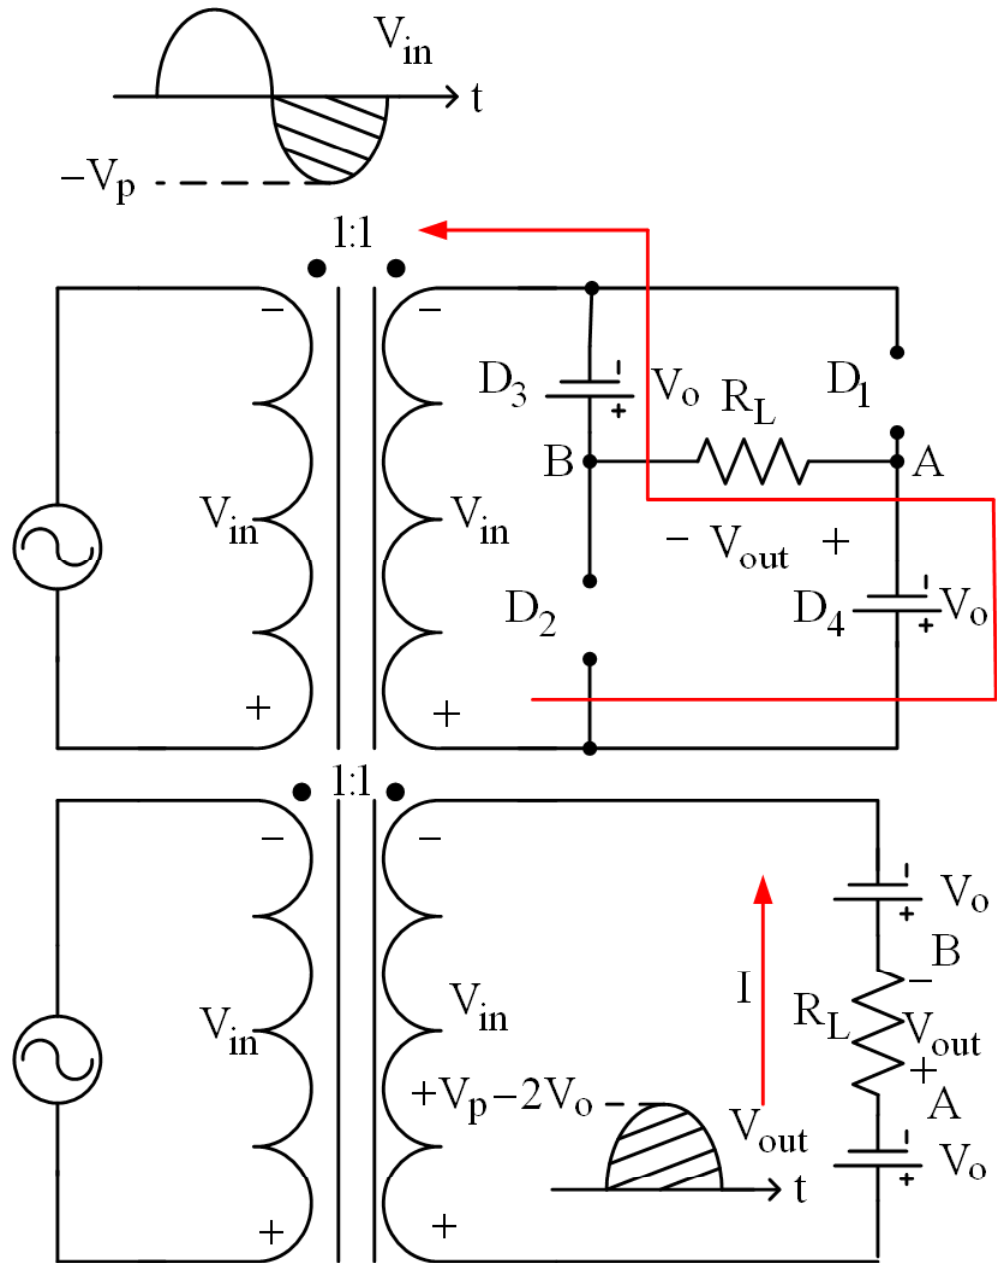 V_in
t
−V_p
1:1
− −
D_3 − V_o R_L D_1
+
B A
V_in V_in − V_out +
D_2 D_4 − V_o
+
+ +
1:1
− − − V_o
+
B
V_in V_in I R_L − V_out
+
A
+V_p−2V_o V_out − V_o
+
t
+ +